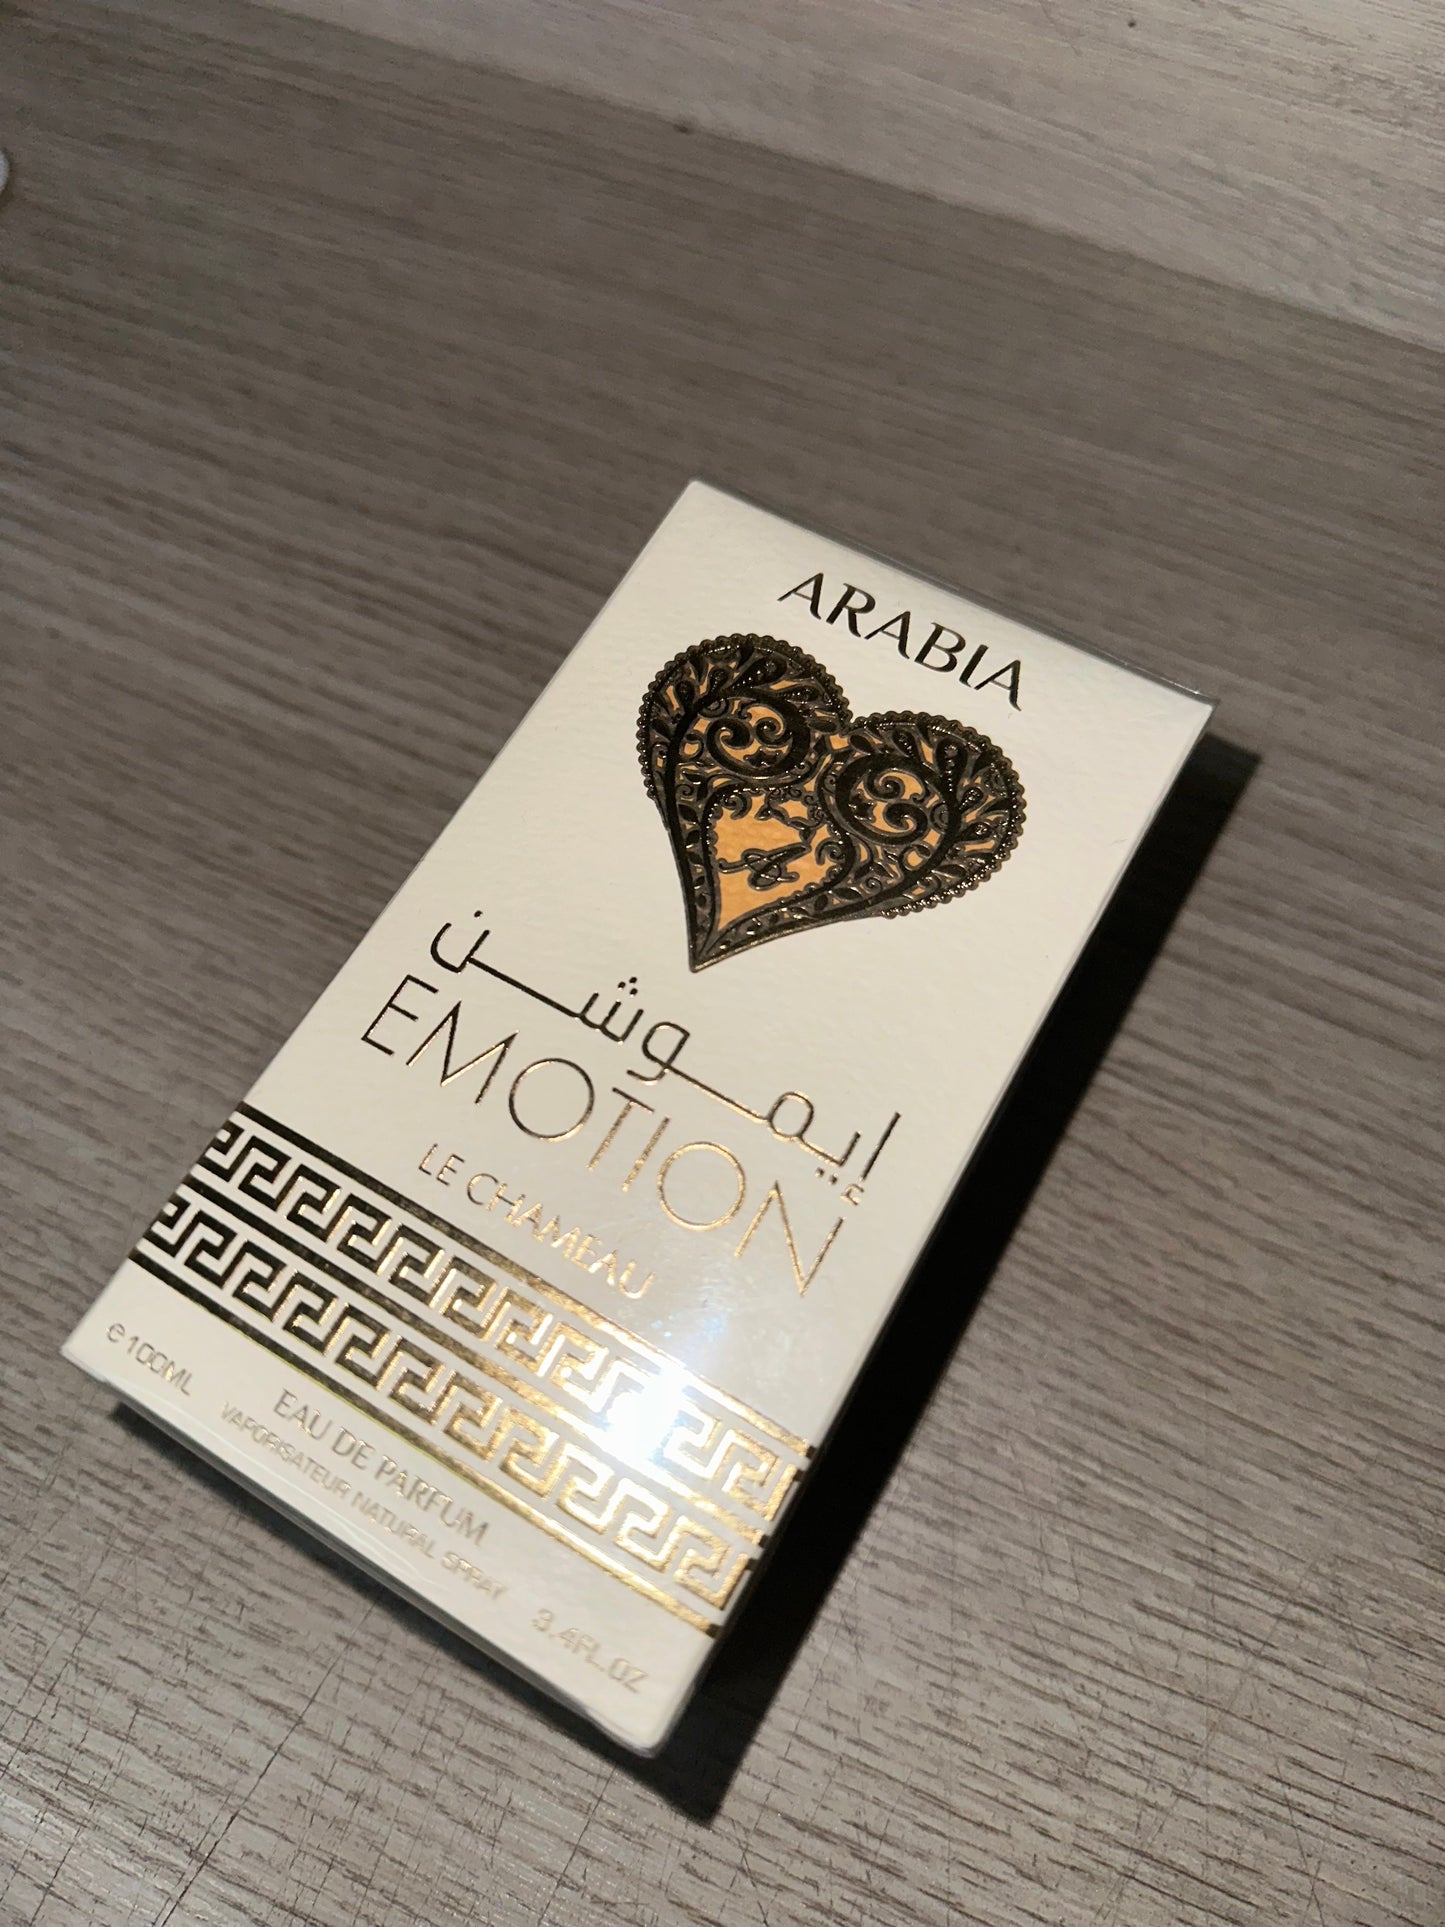 ARABIA
إيموشن
EMOTION
LE CHAMEAU
e100ML
EAU DE PARFUM
VAPORISATEUR NATURAL SPRAY
3.4FL.OZ